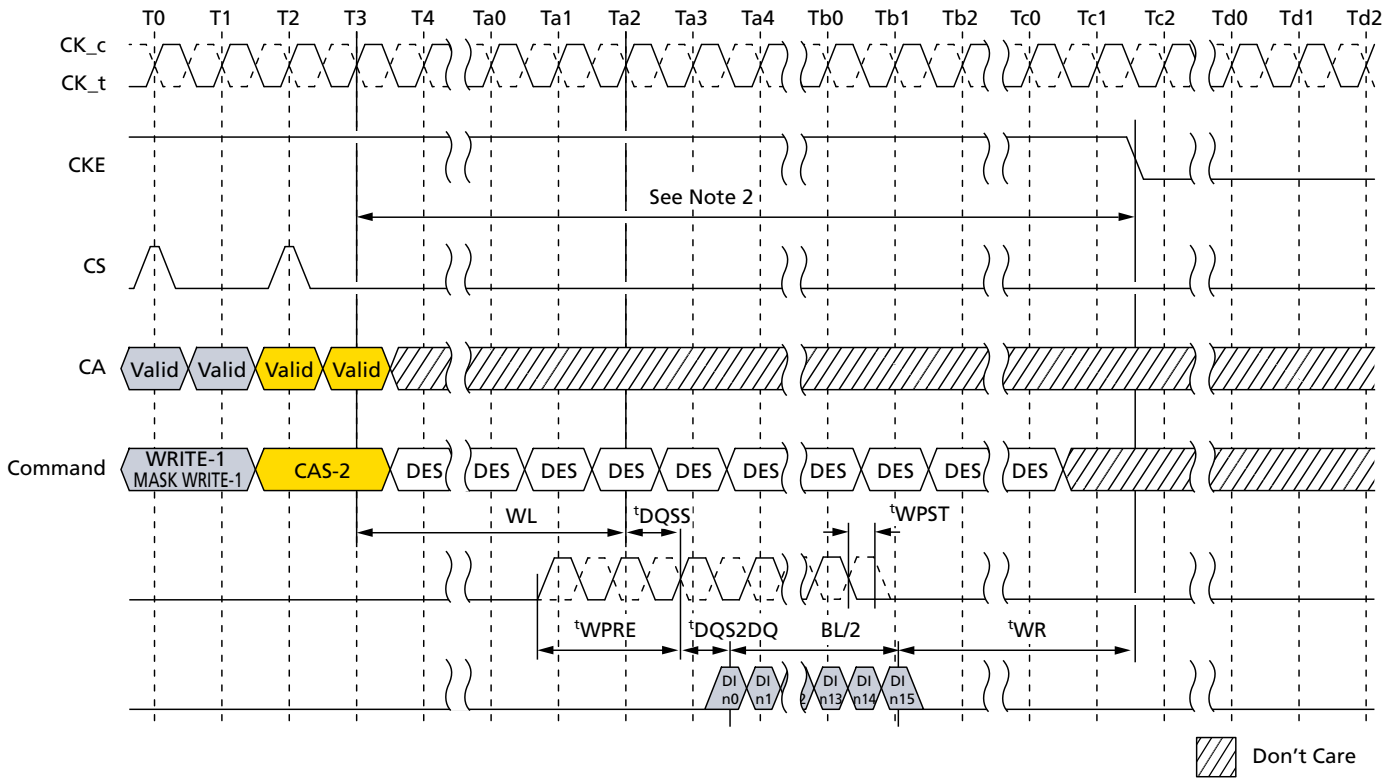 T0 T1 T2 T3 T4 Ta0 Ta1 Ta2 Ta3 Ta4 Tb0 Tb1 Tb2 Tc0 Tc1 Tc2 Td0 Td1 Td2
CK_c
CK_t
CKE
See Note 2
CS
CA Valid Valid Valid Valid
Command WRITE-1 MASK WRITE-1 CAS-2 DES DES DES DES DES DES DES DES DES DES
WL tDQSS tWPST
tWPRE tDQS2DQ BL/2 tWR
DI n0 DI n1 2 DI n13 DI n14 DI n15
Don't Care